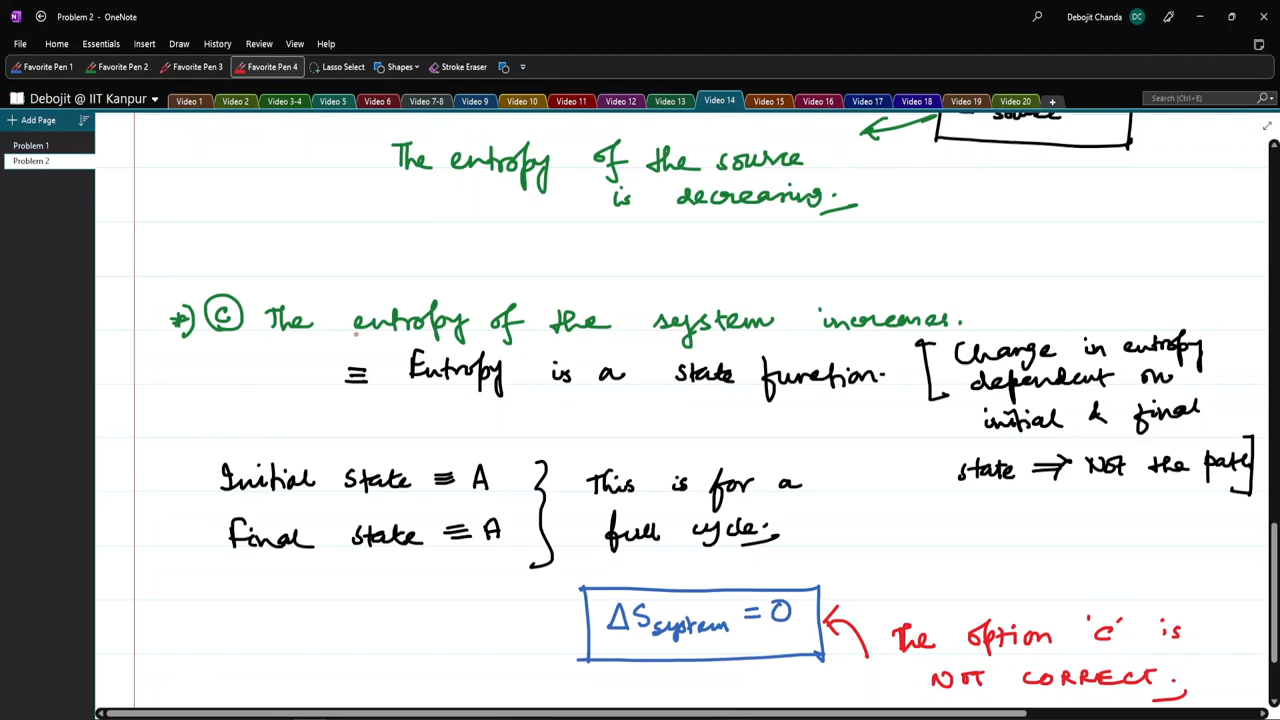 Problem 2 - OneNote
Debojit Chanda DC
File Home Essentials Insert Draw History Review View Help
Favorite Pen 1 Favorite Pen 2 Favorite Pen 3 Favorite Pen 4 Lasso Select Shapes Stroke Eraser
Debojit @ IIT Kanpur
Video 1 Video 2 Video 3-4 Video 5 Video 6 Video 7-8 Video 9 Video 10 Video 11 Video 12 Video 13 Video 14 Video 15 Video 16 Video 17 Video 18 Video 19 Video 20
Search (Ctrl+E)
Add Page
Problem 1
Problem 2
source
The entropy of the source
is decreasing.
*) C The entropy of the system increases.
≡ Entropy is a state function.
[Change in entropy
dependent on
initial & final
state ⇒ Not the path]
Initial state ≡ A
Final state ≡ A
} This is for a
full cycle.
ΔSsystem = 0
The option 'C' is
NOT CORRECT.